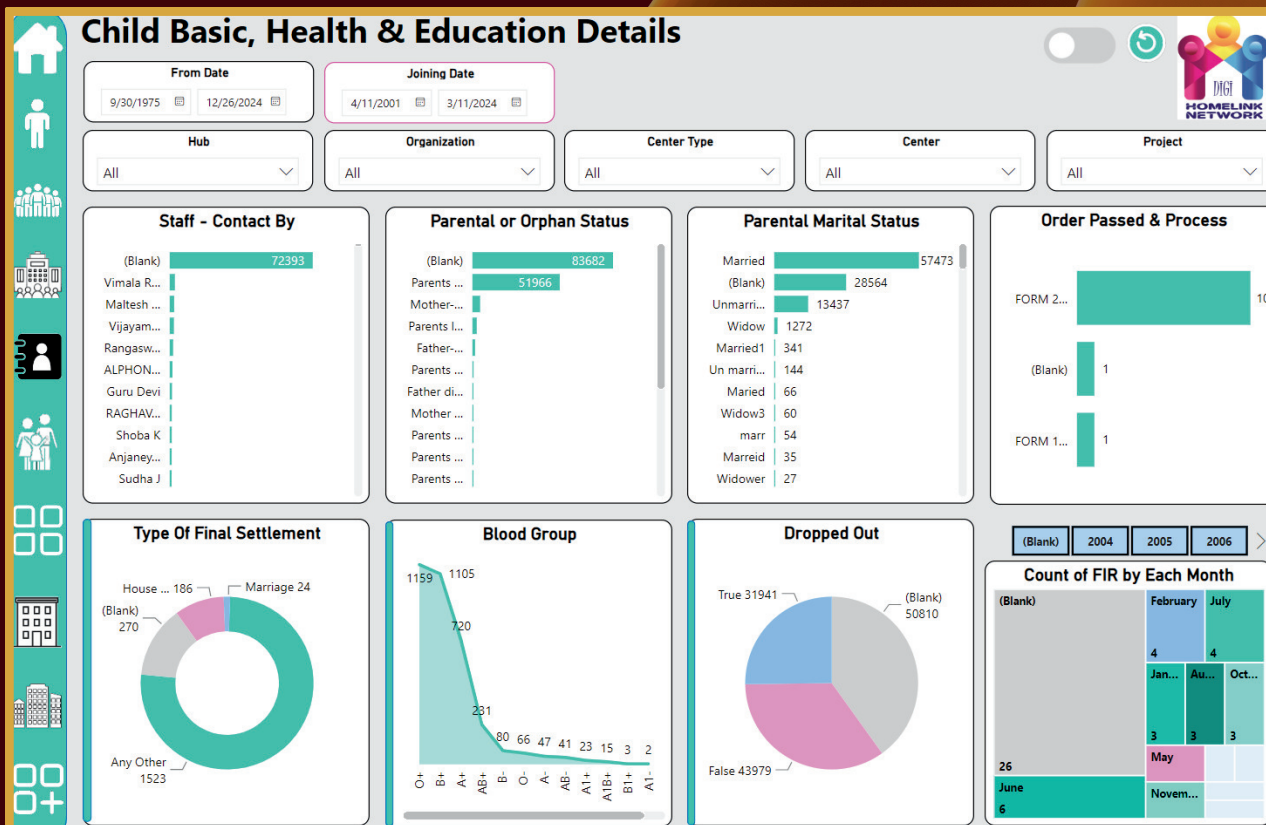 Child Basic, Health & Education Details
DIGI
HOMELINK
NETWORK
From Date
9/30/1975 12/26/2024
Joining Date
4/11/2001 3/11/2024
Hub
All
Organization
All
Center Type
All
Center
All
Project
All
Staff - Contact By
(Blank) 72393
Vimala R...
Maltesh ...
Vijayam...
Rangasw...
ALPHON...
Guru Devi
RAGHAV...
Shoba K
Anjaney...
Sudha J
Parental or Orphan Status
(Blank) 83682
Parents ... 51966
Mother-...
Parents l...
Father-...
Parents ...
Father di...
Mother ...
Parents ...
Parents ...
Parents ...
Parental Marital Status
Married 57473
(Blank) 28564
Unmarri... 13437
Widow 1272
Married1 341
Un marri... 144
Maried 66
Widow3 60
marr 54
Marreid 35
Widower 27
Order Passed & Process
FORM 2... 10
(Blank) 1
FORM 1... 1
Type Of Final Settlement
House ... 186
Marriage 24
(Blank)
270
Any Other
1523
Blood Group
1159 1105
720
231
80 66 47 41 23 15 3 2
O+ B+ A+ AB+ B- O- A- AB- A1+ A1B+ B1+ A1-
Dropped Out
True 31941
(Blank)
50810
False 43979
(Blank) 2004 2005 2006
Count of FIR by Each Month
(Blank)
26
June
6
February
4
July
4
Jan...
3
Au...
3
Oct...
3
May
Novem...